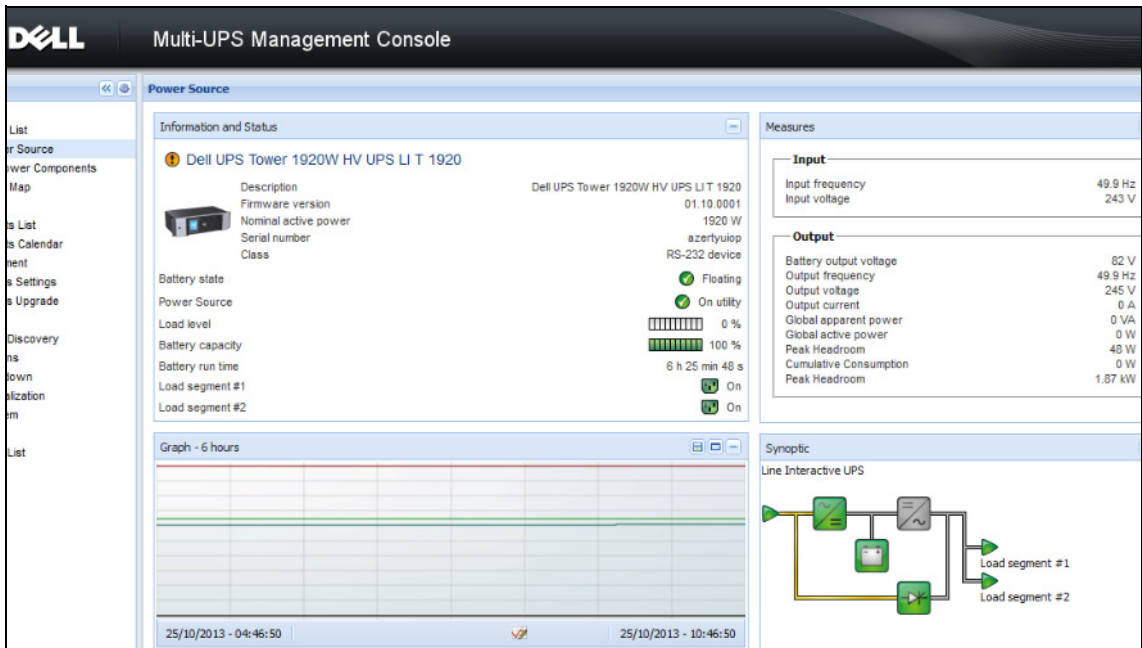 DELL
Multi-UPS Management Console
Power Source
List
er Source
ower Components
Map
ts List
ts Calendar
ment
s Settings
s Upgrade
Discovery
ns
down
alization
em
List
Information and Status
Dell UPS Tower 1920W HV UPS LI T 1920
Description Dell UPS Tower 1920W HV UPS LI T 1920
Firmware version 01.10.0001
Nominal active power 1920 W
Serial number azertyuiop
Class RS-232 device
Battery state Floating
Power Source On utility
Load level 0 %
Battery capacity 100 %
Battery run time 6 h 25 min 48 s
Load segment #1 On
Load segment #2 On
Measures
Input
Input frequency 49.9 Hz
Input voltage 243 V
Output
Battery output voltage 82 V
Output frequency 49.9 Hz
Output voltage 245 V
Output current 0 A
Global apparent power 0 VA
Global active power 0 W
Peak Headroom 48 W
Cumulative Consumption 0 W
Peak Headroom 1.87 kW
Graph - 6 hours
25/10/2013 - 04:46:50
25/10/2013 - 10:46:50
Synoptic
Line Interactive UPS
Load segment #1
Load segment #2